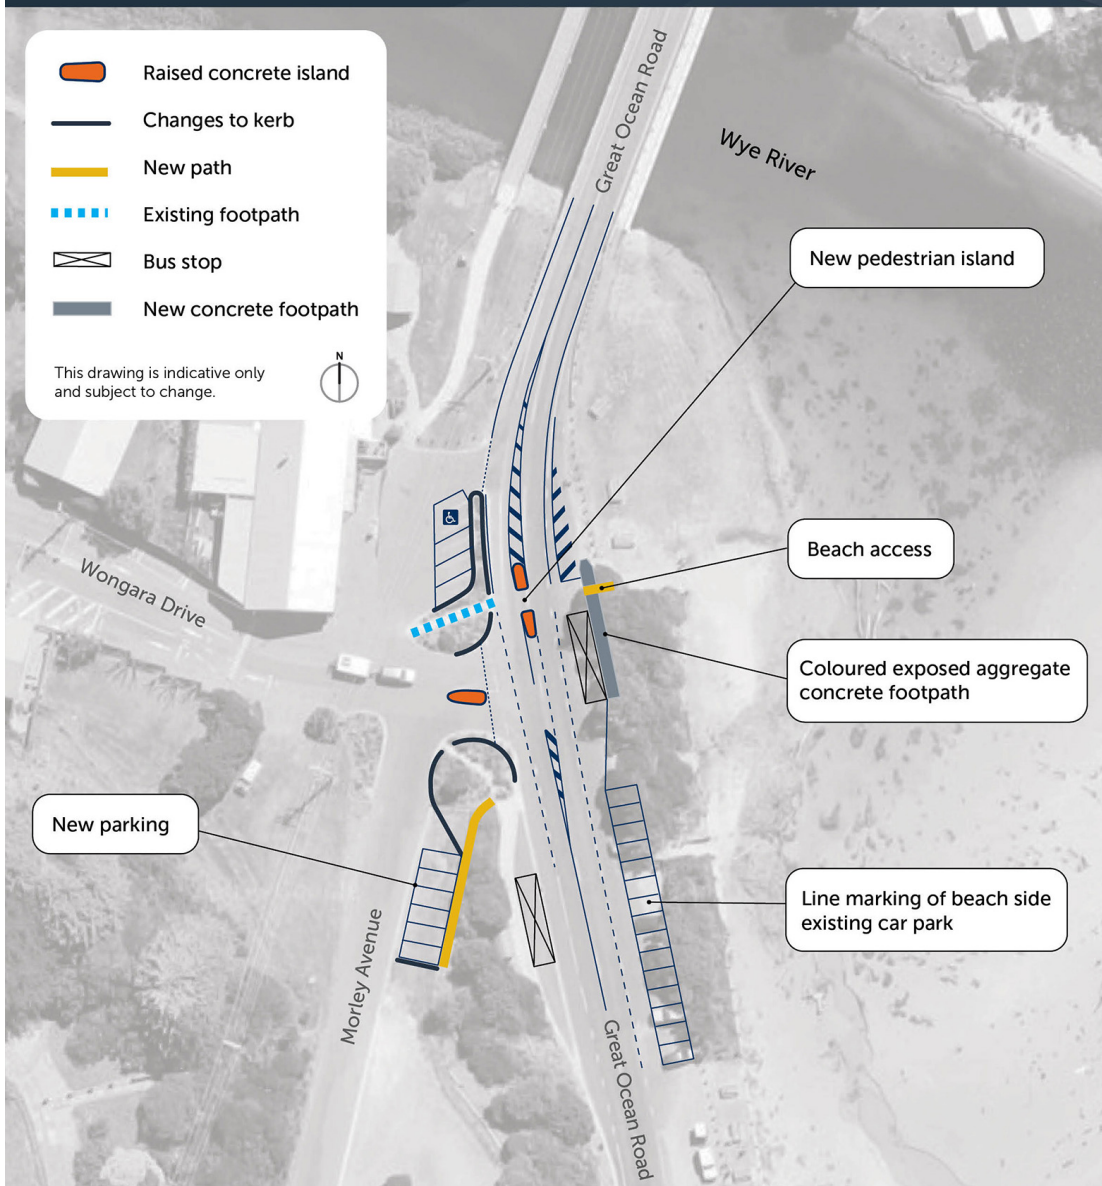 Raised concrete island
Changes to kerb
New path
Existing footpath
Bus stop
New concrete footpath
This drawing is indicative only
and subject to change.
N
Great Ocean Road
Wye River
New pedestrian island
Beach access
Wongara Drive
Coloured exposed aggregate
concrete footpath
New parking
Line marking of beach side
existing car park
Morley Avenue
Great Ocean Road